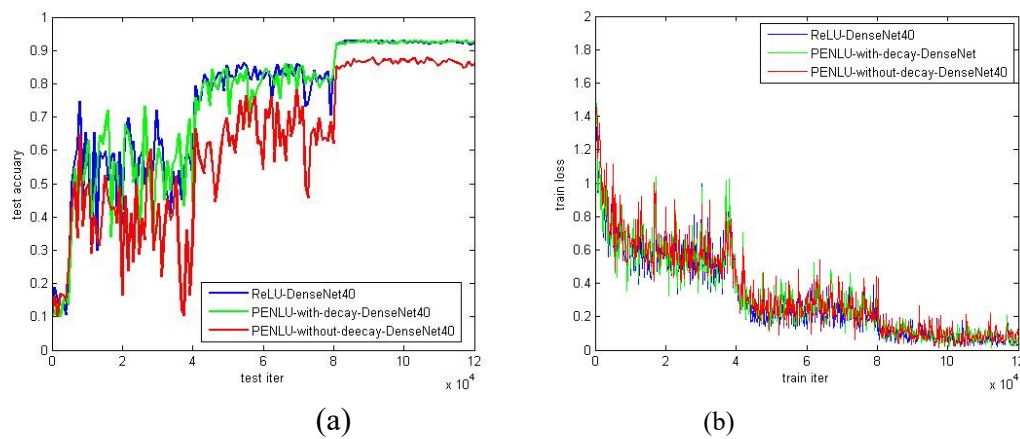 1
0.9
0.8
0.7
0.6
0.5
0.4
0.3
0.2
0.1
0
test accuary
ReLU-DenseNet40
PENLU-with-decay-DenseNet40
PENLU-without-deecay-DenseNet40
0 2 4 6 8 10 12
test iter
x 10^4
(a)
2
1.8
1.6
1.4
1.2
1
0.8
0.6
0.4
0.2
0
train loss
ReLU-DenseNet40
PENLU-with-decay-DenseNet
PENLU-without-decay-DenseNet40
0 2 4 6 8 10 12
train iter
x 10^4
(b)